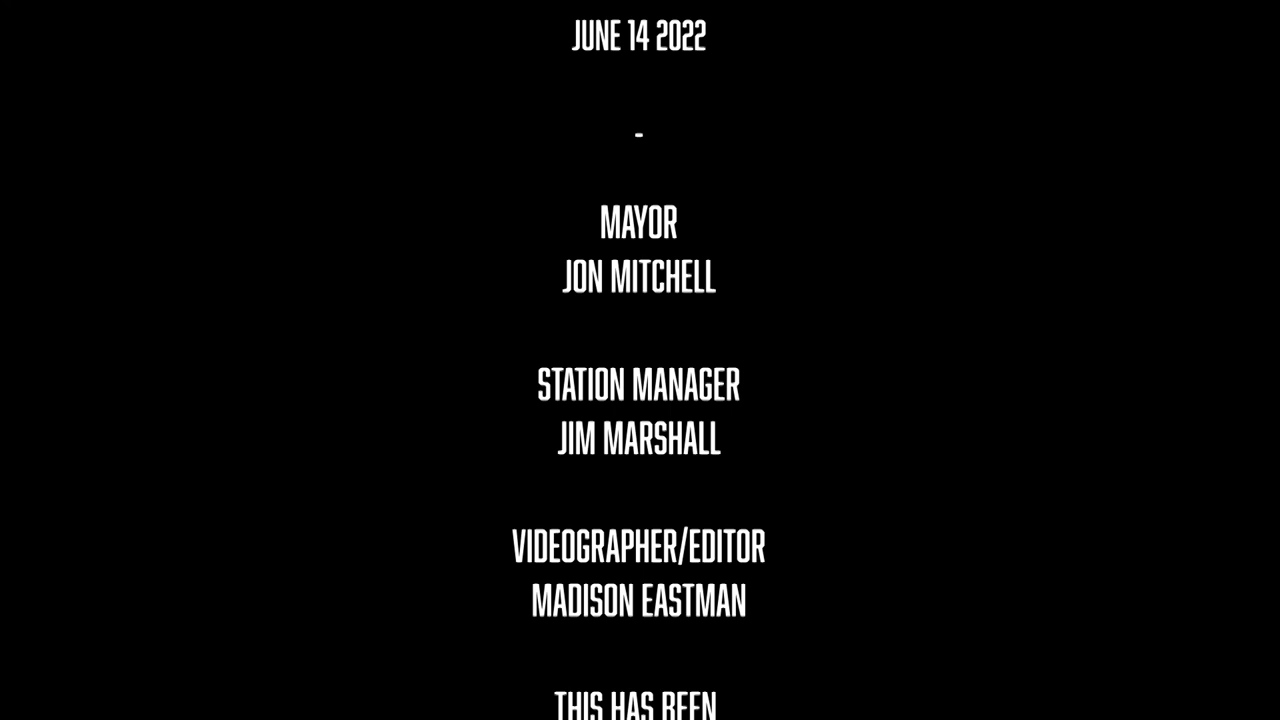 JUNE 14 2022
-
MAYOR
JON MITCHELL
STATION MANAGER
JIM MARSHALL
VIDEOGRAPHER/EDITOR
MADISON EASTMAN
THIS HAS BEEN